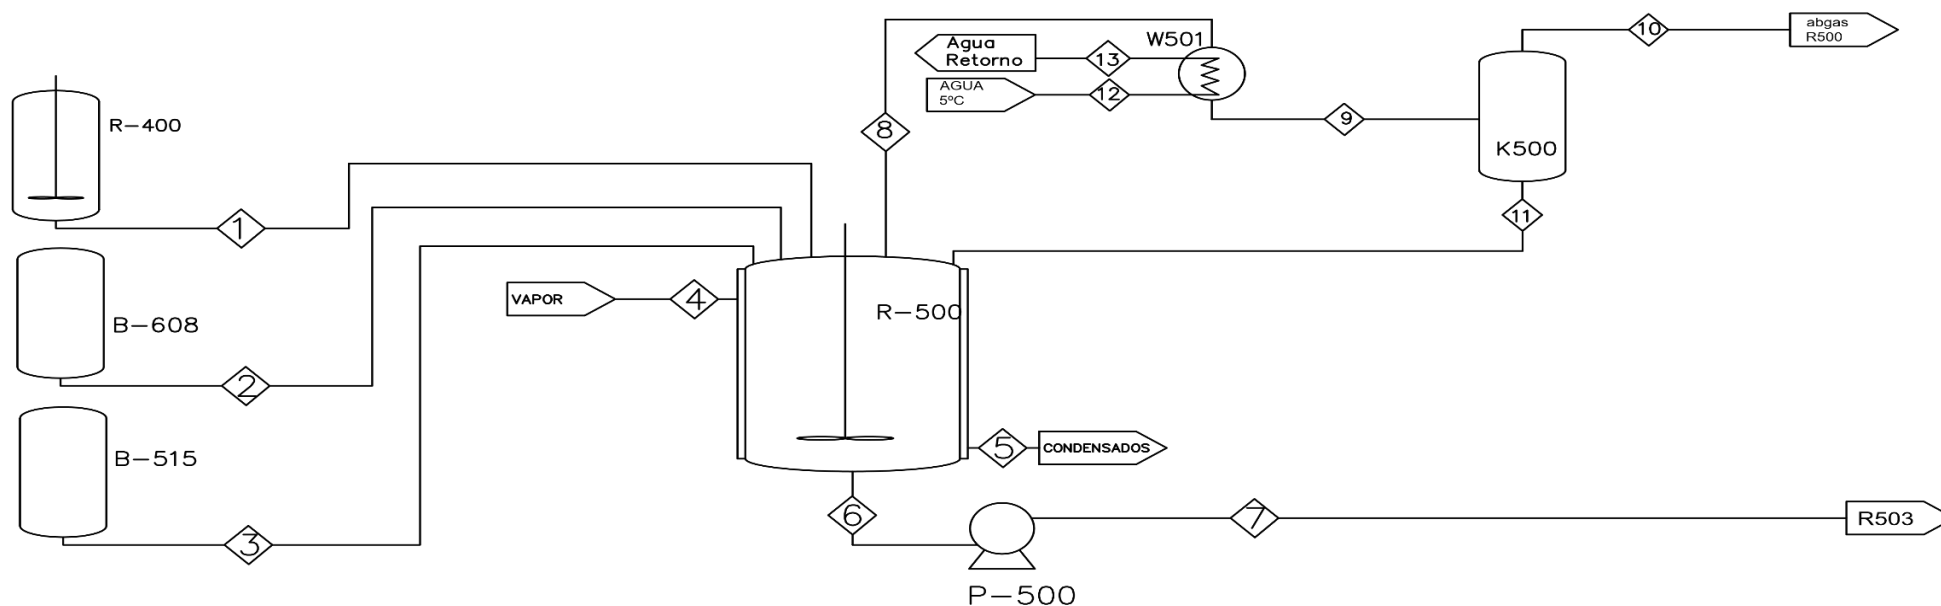 10
abgas
R500
W501
Agua
Retorno
13
AGUA
5ºC
12
8
9
K500
R-400
11
1
VAPOR
4
R-500
B-608
2
B-515
5
CONDENSADOS
6
7
R503
3
P-500